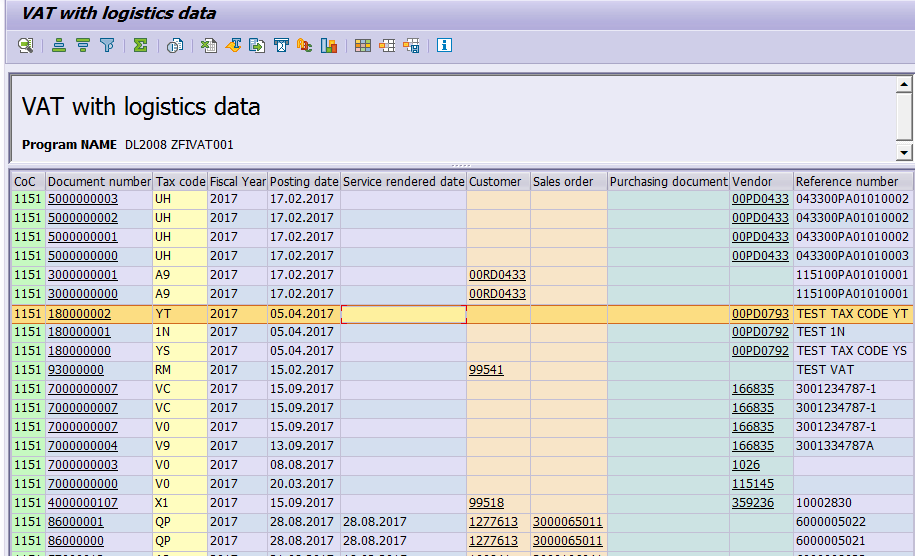 VAT with logistics data
VAT with logistics data
Program NAME DL2008 ZFIVAT001
CoC Document number Tax code Fiscal Year Posting date Service rendered date Customer Sales order Purchasing document Vendor Reference number
1151 5000000003 UH 2017 17.02.2017 00PD0433 043300PA01010002
1151 5000000002 UH 2017 17.02.2017 00PD0433 043300PA01010002
1151 5000000001 UH 2017 17.02.2017 00PD0433 043300PA01010002
1151 5000000000 UH 2017 17.02.2017 00PD0433 043300PA01010003
1151 3000000001 A9 2017 17.02.2017 00RD0433 115100PA01010001
1151 3000000000 A9 2017 17.02.2017 00RD0433 115100PA01010001
1151 180000002 YT 2017 05.04.2017 00PD0793 TEST TAX CODE YT
1151 180000001 1N 2017 05.04.2017 00PD0792 TEST 1N
1151 180000000 YS 2017 05.04.2017 00PD0792 TEST TAX CODE YS
1151 93000000 RM 2017 15.02.2017 99541 TEST VAT
1151 7000000007 VC 2017 15.09.2017 166835 3001234787-1
1151 7000000007 VC 2017 15.09.2017 166835 3001234787-1
1151 7000000007 V0 2017 15.09.2017 166835 3001234787-1
1151 7000000004 V9 2017 13.09.2017 166835 3001334787A
1151 7000000003 V0 2017 08.08.2017 1026
1151 7000000000 V0 2017 20.03.2017 115145
1151 4000000107 X1 2017 15.09.2017 99518 359236 10002830
1151 86000001 QP 2017 28.08.2017 28.08.2017 1277613 3000065011 6000005022
1151 86000000 QP 2017 28.08.2017 28.08.2017 1277613 3000065011 6000005021